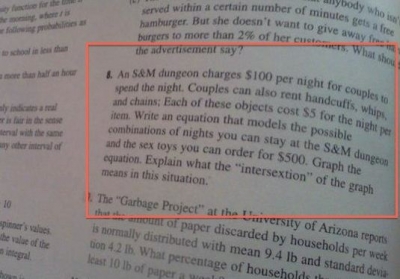 ity function for the time
the morning, where t is
e following probabilities as
to school in less than
s more than half an hour
bly indicates a real
er is fair in the sense
terval with the same
any other interval of
10
spinner's values.
the value of the
n integral.
anybody who isn't
served within a certain number of minutes gets a free
hamburger. But she doesn't want to give away free
burgers to more than 2% of her customers. What
the advertisement say?
8. An S&M dungeon charges $100 per night for couples to
spend the night. Couples can also rent handcuffs, whips,
and chains; Each of these objects cost $5 for the night per
item. Write an equation that models the possible
combinations of nights you can stay at the S&M dungeon
and the sex toys you can order for $500. Graph the
equation. Explain what the "intersextion" of the graph
means in this situation.
The "Garbage Project" at the University of Arizona reports
that the amount of paper discarded by households per week
is normally distributed with mean 9.4 lb and standard devia-
tion 4.2 lb. What percentage of households
least 10 lb of paper a